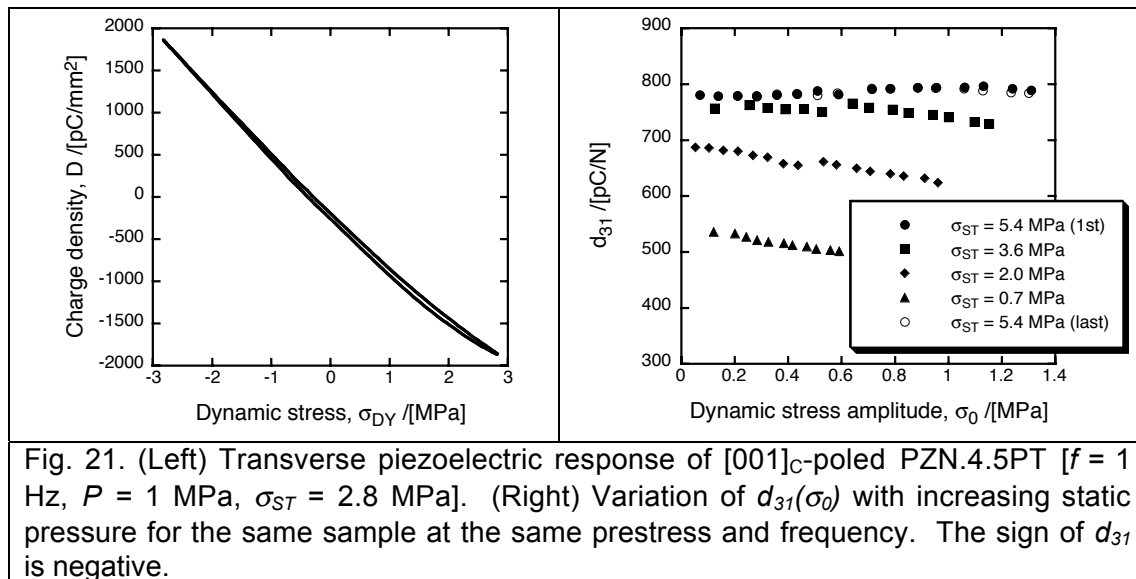 2000
1500
1000
500
0
-500
-1000
-1500
-2000
Charge density, D /[pC/mm²]
-3 -2 -1 0 1 2 3
Dynamic stress, σDY /[MPa]
900
800
700
600
500
400
300
d31 /[pC/N]
σST = 5.4 MPa (1st)
σST = 3.6 MPa
σST = 2.0 MPa
σST = 0.7 MPa
σST = 5.4 MPa (last)
0 0.2 0.4 0.6 0.8 1 1.2 1.4
Dynamic stress amplitude, σ0 /[MPa]
Fig. 21. (Left) Transverse piezoelectric response of [001]C-poled PZN.4.5PT [f = 1
Hz, P = 1 MPa, σST = 2.8 MPa]. (Right) Variation of d31(σ0) with increasing static
pressure for the same sample at the same prestress and frequency. The sign of d31
is negative.